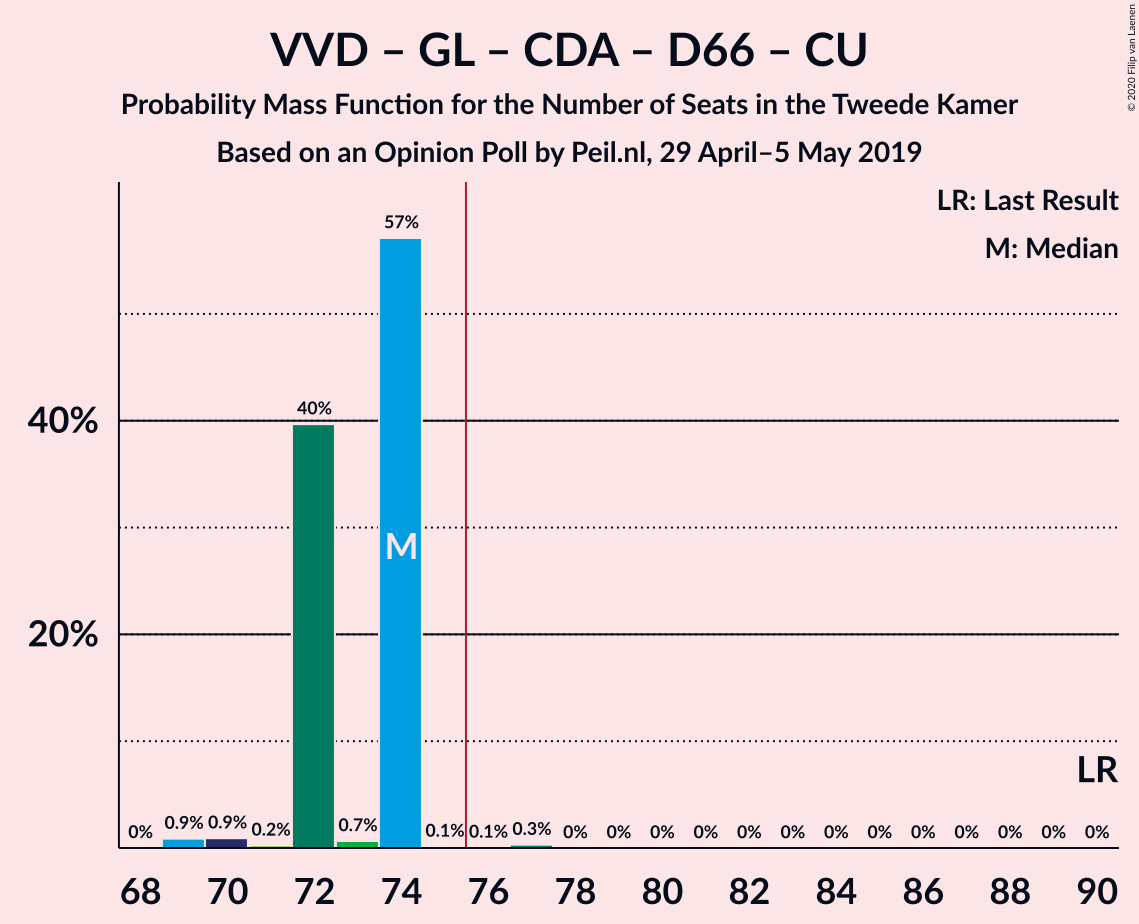 VVD – GL – CDA – D66 – CU
Probability Mass Function for the Number of Seats in the Tweede Kamer
Based on an Opinion Poll by Peil.nl, 29 April–5 May 2019
© 2020 Filip van Laenen
LR: Last Result
M: Median
57%
40%
40%
M
20%
LR
0% 0.9% 0.9% 0.2% 0.7% 0.1% 0.1% 0.3% 0% 0% 0% 0% 0% 0% 0% 0% 0% 0% 0% 0% 0%
68 70 72 74 76 78 80 82 84 86 88 90